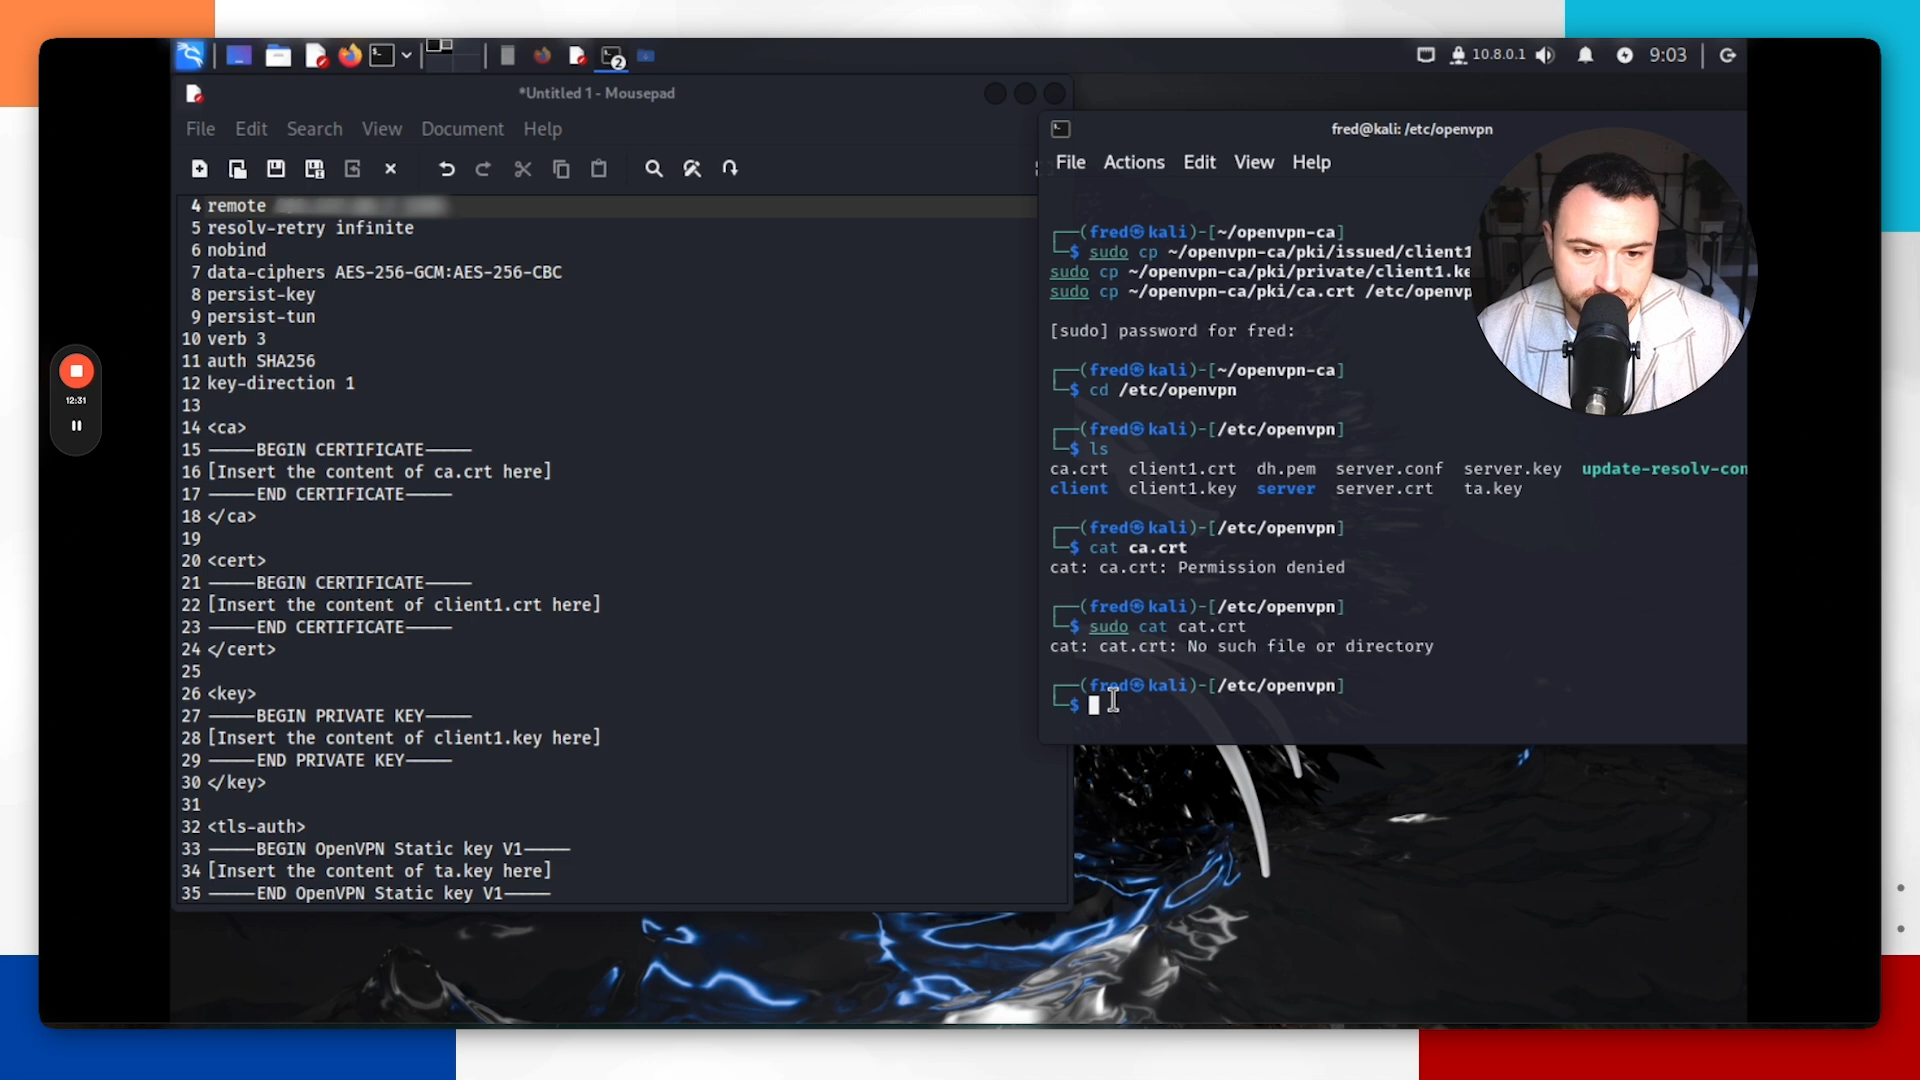 10.8.0.1
9:03
2
*Untitled 1 - Mousepad
File Edit Search View Document Help
4 remote
5 resolv-retry infinite
6 nobind
7 data-ciphers AES-256-GCM:AES-256-CBC
8 persist-key
9 persist-tun
10 verb 3
11 auth SHA256
12 key-direction 1
13
14 <ca>
15 -----BEGIN CERTIFICATE-----
16 [Insert the content of ca.crt here]
17 -----END CERTIFICATE-----
18 </ca>
19
20 <cert>
21 -----BEGIN CERTIFICATE-----
22 [Insert the content of client1.crt here]
23 -----END CERTIFICATE-----
24 </cert>
25
26 <key>
27 -----BEGIN PRIVATE KEY-----
28 [Insert the content of client1.key here]
29 -----END PRIVATE KEY-----
30 </key>
31
32 <tls-auth>
33 -----BEGIN OpenVPN Static key V1-----
34 [Insert the content of ta.key here]
35 -----END OpenVPN Static key V1-----
12:31
fred@kali: /etc/openvpn
File Actions Edit View Help
┌──(fred㉿kali)-[~/openvpn-ca]
└─$ sudo cp ~/openvpn-ca/pki/issued/client1
sudo cp ~/openvpn-ca/pki/private/client1.ke
sudo cp ~/openvpn-ca/pki/ca.crt /etc/openvp
[sudo] password for fred:
┌──(fred㉿kali)-[~/openvpn-ca]
└─$ cd /etc/openvpn
┌──(fred㉿kali)-[/etc/openvpn]
└─$ ls
ca.crt client1.crt dh.pem server.conf server.key update-resolv-con
client client1.key server server.crt ta.key
┌──(fred㉿kali)-[/etc/openvpn]
└─$ cat ca.crt
cat: ca.crt: Permission denied
┌──(fred㉿kali)-[/etc/openvpn]
└─$ sudo cat cat.crt
cat: cat.crt: No such file or directory
┌──(fred㉿kali)-[/etc/openvpn]
└─$